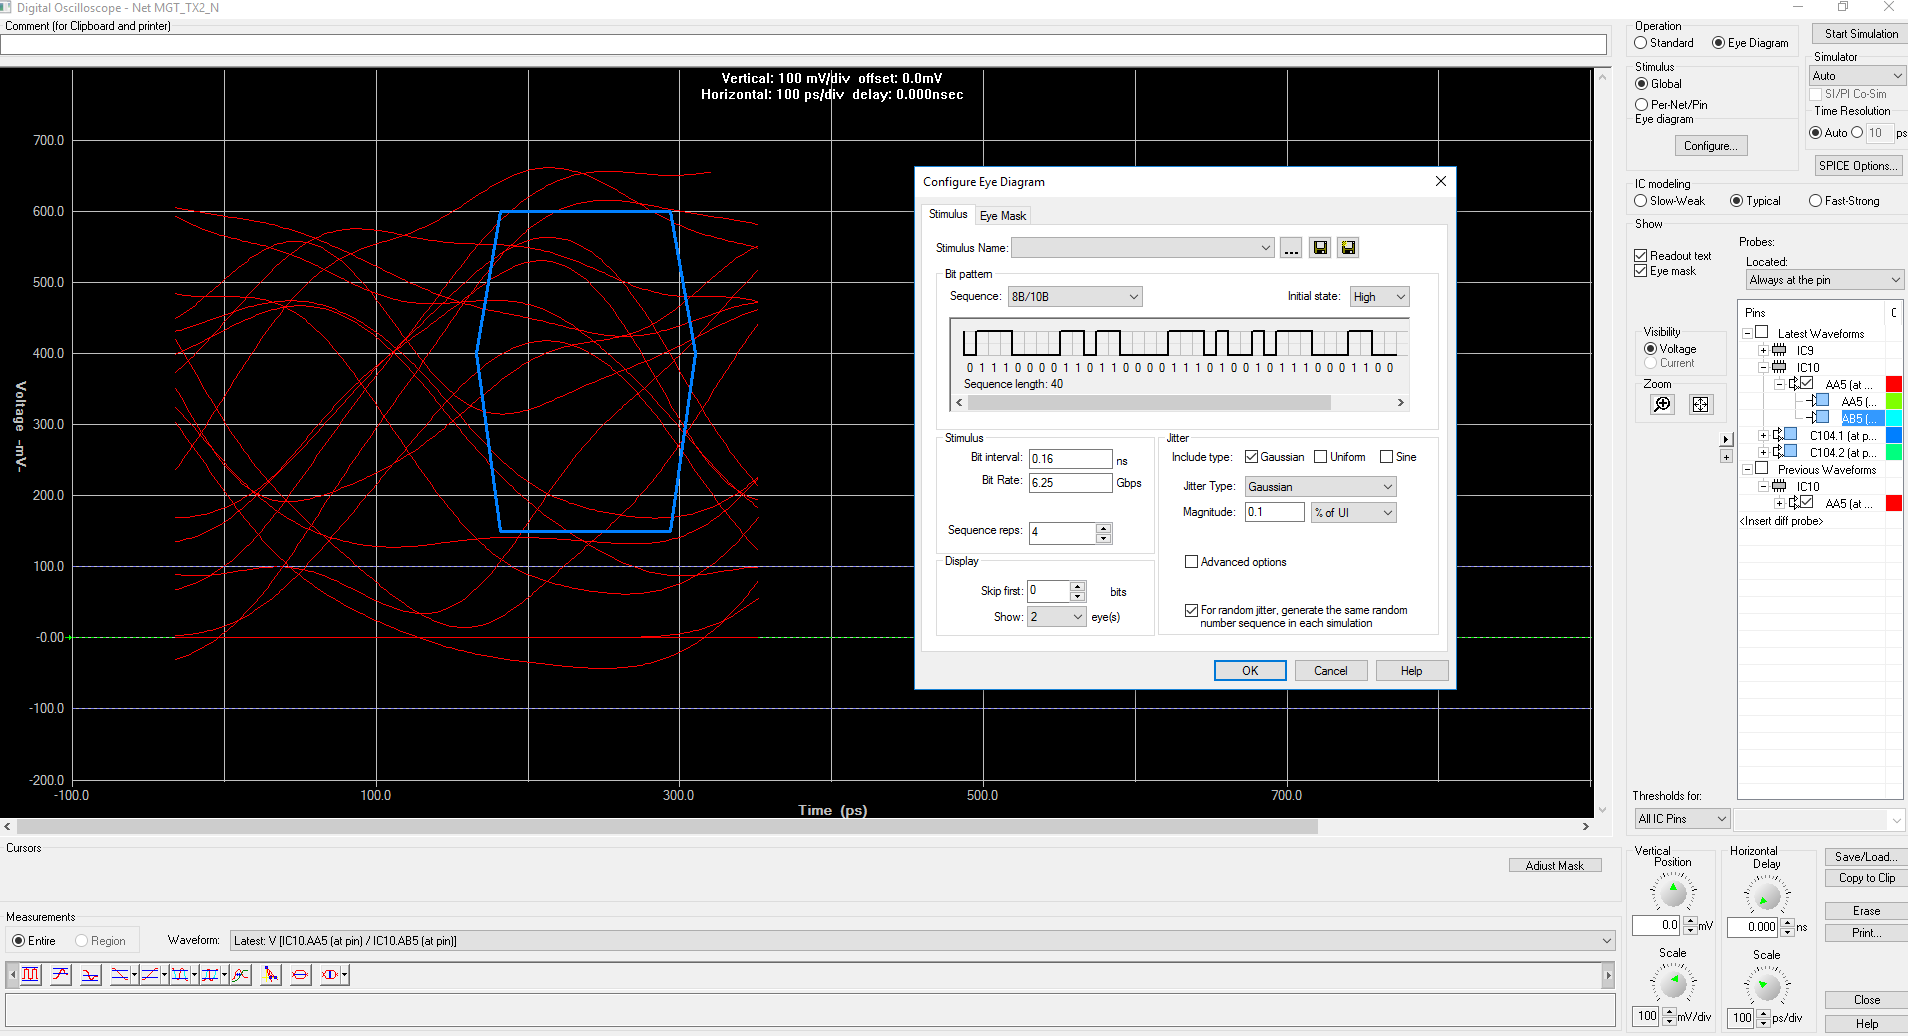 Digital Oscilloscope - Net MGT_TX2_N
Comment (for Clipboard and printer)
Vertical: 100 mV/div  offset: 0.0mV
Horizontal: 100 ps/div  delay: 0.000nsec
700.0
600.0
500.0
400.0
300.0
200.0
100.0
-0.00
-100.0
-200.0
Voltage -mV-
-100.0
100.0
300.0
500.0
700.0
Time (ps)
Configure Eye Diagram
Stimulus
Eye Mask
Stimulus Name:
...
Bit pattern
Sequence:
8B/10B
Initial state:
High
0 1 1 1 0 0 0 0 1 1 0 1 1 0 0 0 0 1 1 1 0 1 0 0 1 0 1 1 1 0 0 0 1 1 0 0
Sequence length: 40
Stimulus
Bit interval:
0.16
ns
Bit Rate:
6.25
Gbps
Sequence reps:
4
Display
Skip first:
0
bits
Show:
2
eye(s)
Jitter
Include type:
Gaussian
Uniform
Sine
Jitter Type:
Gaussian
Magnitude:
0.1
% of UI
Advanced options
For random jitter, generate the same random
number sequence in each simulation
OK
Cancel
Help
Operation
Standard
Eye Diagram
Start Simulation
Stimulus
Global
Per-Net/Pin
Simulator
Auto
SI/PI Co-Sim
Time Resolution
Auto
10
ps
Eye diagram
Configure...
SPICE Options...
IC modeling
Slow-Weak
Typical
Fast-Strong
Show
Readout text
Eye mask
Probes:
Located:
Always at the pin
Visibility
Voltage
Current
Zoom
Pins
C
Latest Waveforms
IC9
IC10
AA5 (at ...
AA5 (...
AB5 (...
C104.1 (at p...
C104.2 (at p...
Previous Waveforms
IC10
AA5 (at ...
<Insert diff probe>
Thresholds for:
All IC Pins
Cursors
Adjust Mask
Measurements
Entire
Region
Waveform:
Latest: V [IC10.AA5 (at pin) / IC10.AB5 (at pin)]
Vertical
Position
0.0
mV
Scale
100
mV/div
Horizontal
Delay
0.000
ns
Scale
100
ps/div
Save/Load...
Copy to Clip
Erase
Print...
Close
Help